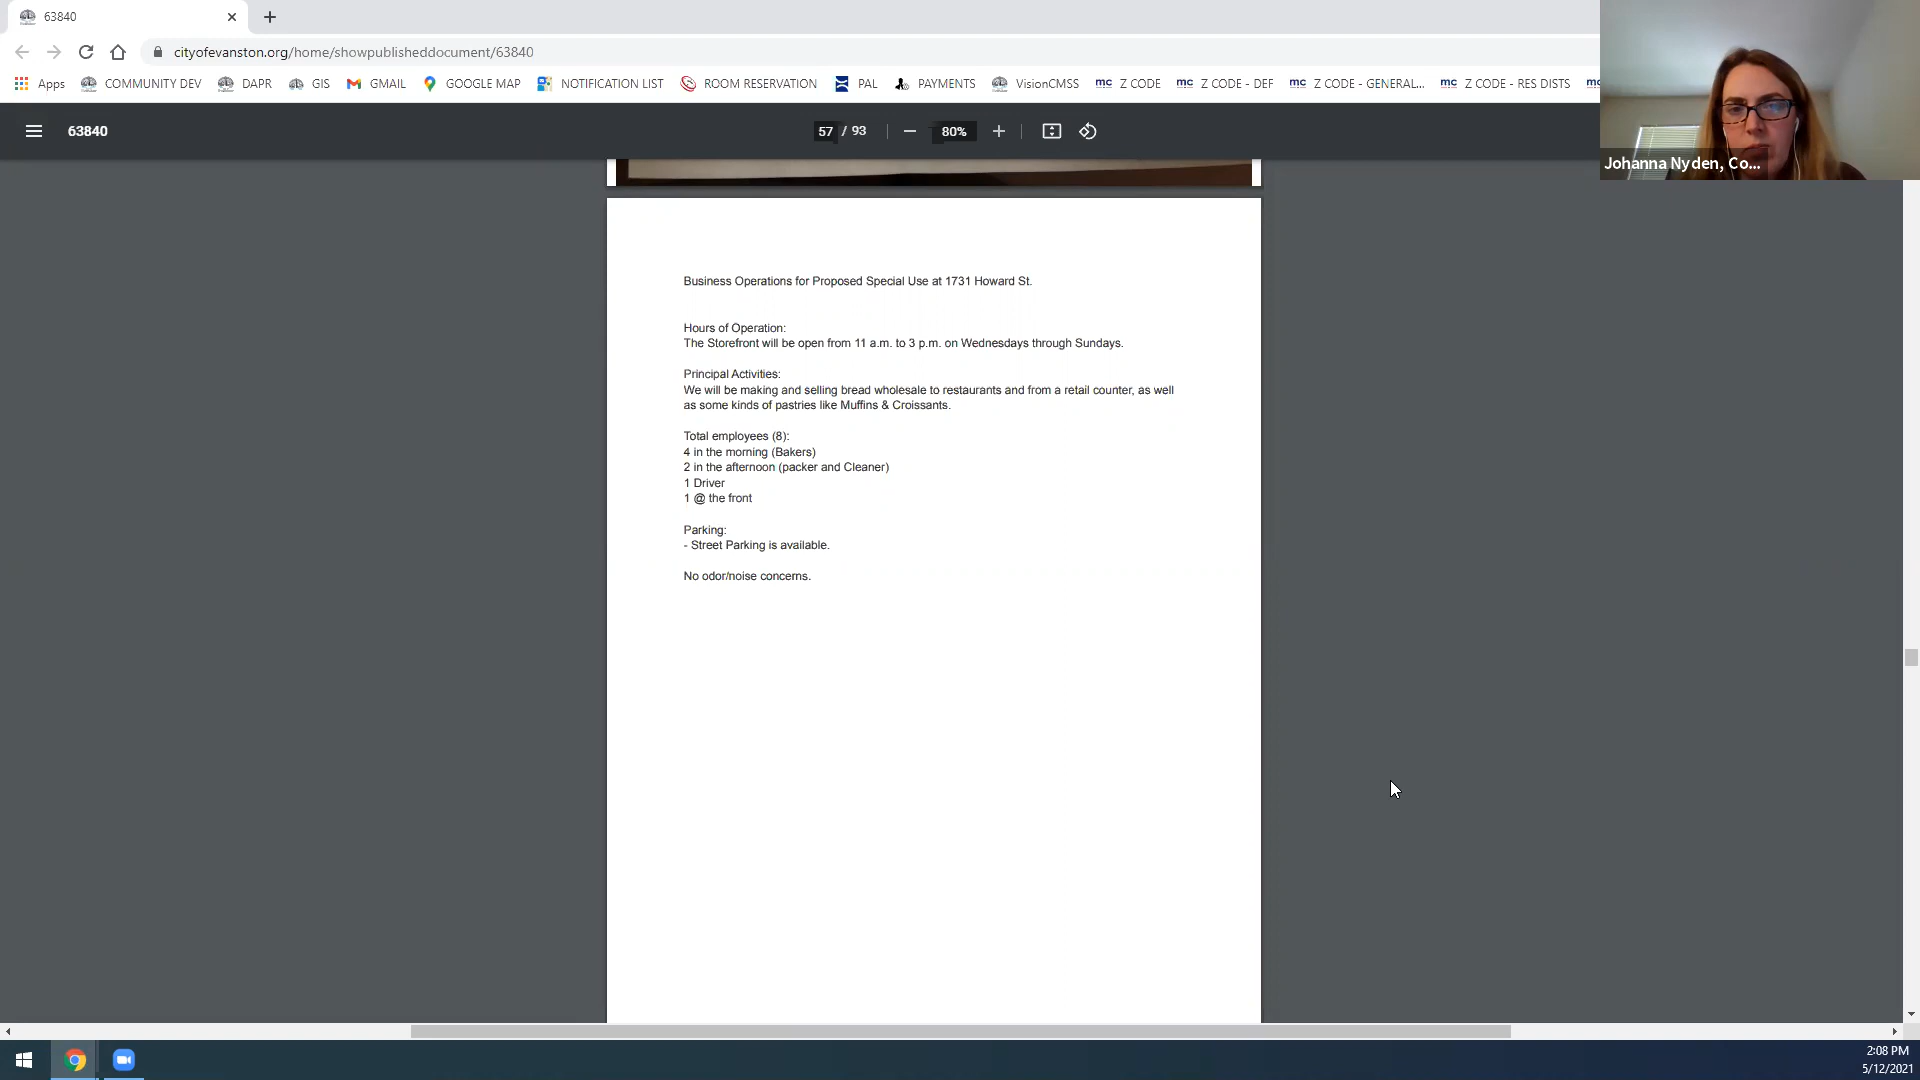 63840
cityofevanston.org/home/showpublisheddocument/63840
Apps COMMUNITY DEV DAPR GIS GMAIL GOOGLE MAP NOTIFICATION LIST ROOM RESERVATION PAL PAYMENTS VisionCMSS mc Z CODE mc Z CODE - DEF mc Z CODE - GENERAL... mc Z CODE - RES DISTS mc
63840 57 / 93 80%
Johanna Nyden, Co...
Business Operations for Proposed Special Use at 1731 Howard St.
Hours of Operation:
The Storefront will be open from 11 a.m. to 3 p.m. on Wednesdays through Sundays.
Principal Activities:
We will be making and selling bread wholesale to restaurants and from a retail counter, as well
as some kinds of pastries like Muffins & Croissants.
Total employees (8):
4 in the morning (Bakers)
2 in the afternoon (packer and Cleaner)
1 Driver
1 @ the front
Parking:
- Street Parking is available.
No odor/noise concerns.
2:08 PM
5/12/2021